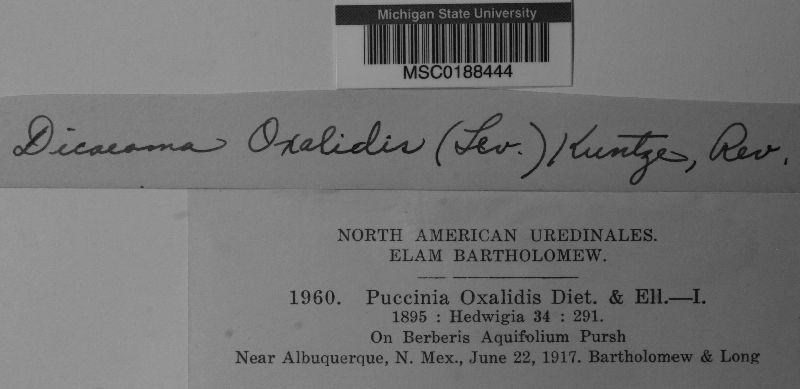 Michigan State University
MSC0188444
Dicaeoma Oxalidis (Lev.) Kuntze, Rev.
NORTH AMERICAN UREDINALES.
ELAM BARTHOLOMEW.
1960. Puccinia Oxalidis Diet. & Ell.—I.
1895 : Hedwigia 34 : 291.
On Berberis Aquifolium Pursh
Near Albuquerque, N. Mex., June 22, 1917. Bartholomew & Long